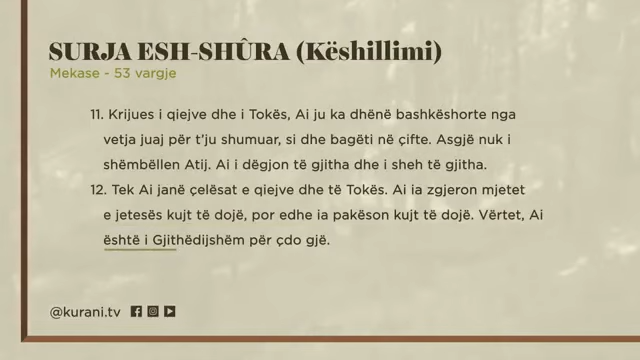 SURJA ESH-SHÛRA (Këshillimi)
Mekase - 53 vargje
11. Krijues i qiejve dhe i Tokës, Ai ju ka dhënë bashkëshorte nga
vetja juaj për t'ju shumuar, si dhe bagëti në çifte. Asgjë nuk i
shëmbëllen Atij. Ai i dëgjon të gjitha dhe i sheh të gjitha.
12. Tek Ai janë çelësat e qiejve dhe të Tokës. Ai ia zgjeron mjetet
e jetesës kujt të dojë, por edhe ia pakëson kujt të dojë. Vërtet, Ai
është i Gjithëdijshëm për çdo gjë.
@kurani.tv